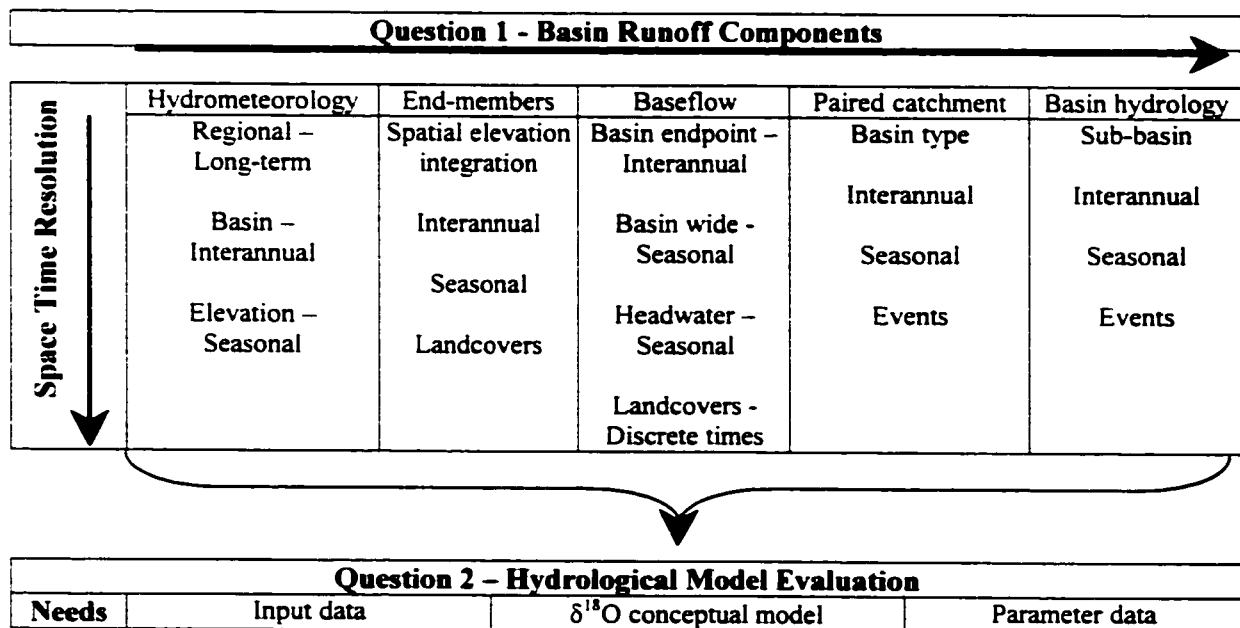 Question 1 - Basin Runoff Components
Space Time Resolution
Hydrometeorology
Regional –
Long-term
Basin –
Interannual
Elevation –
Seasonal
End-members
Spatial elevation
integration
Interannual
Seasonal
Landcovers
Baseflow
Basin endpoint –
Interannual
Basin wide -
Seasonal
Headwater –
Seasonal
Landcovers -
Discrete times
Paired catchment
Basin type
Interannual
Seasonal
Events
Basin hydrology
Sub-basin
Interannual
Seasonal
Events
Question 2 – Hydrological Model Evaluation
Needs
Input data
δ¹⁸O conceptual model
Parameter data